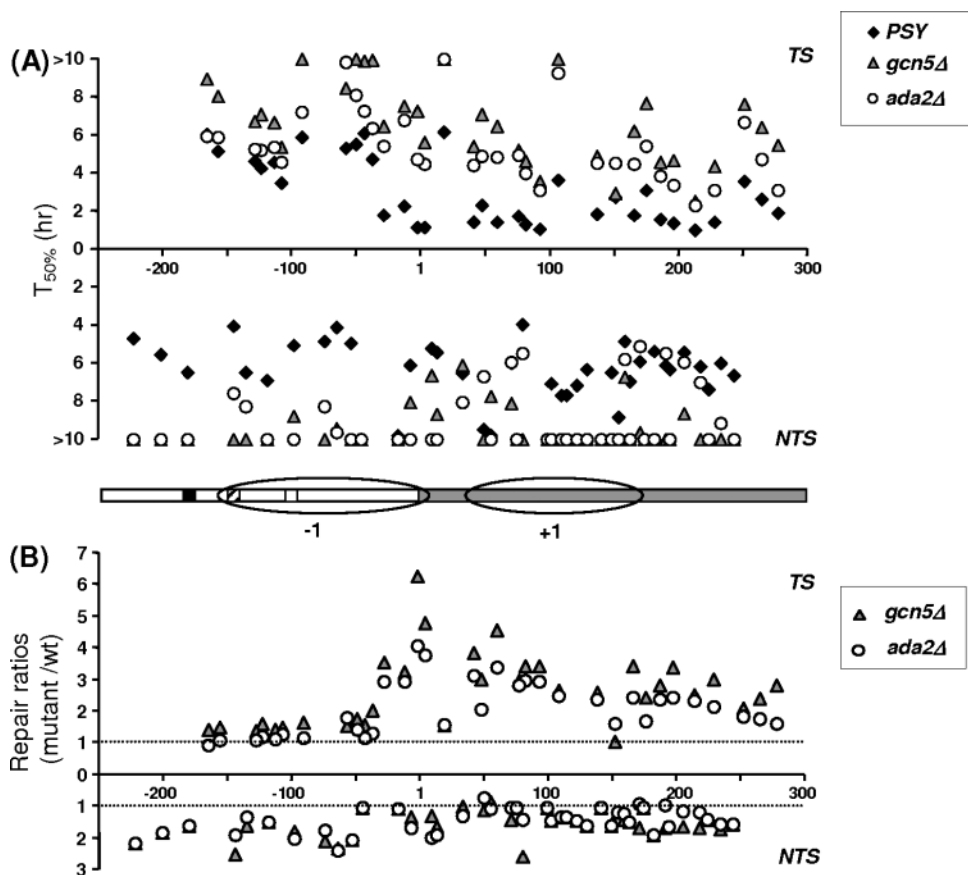 (A)
TS
PSY
gcn5Δ
ada2Δ
T50% (hr)
>10
8
6
4
2
0
-200
-100
1
100
200
300
2
4
6
8
>10
NTS
-1
+1
(B)
TS
gcn5Δ
ada2Δ
Repair ratios
(mutant /wt)
7
6
5
4
3
2
1
0
-200
-100
1
100
200
300
1
2
3
NTS